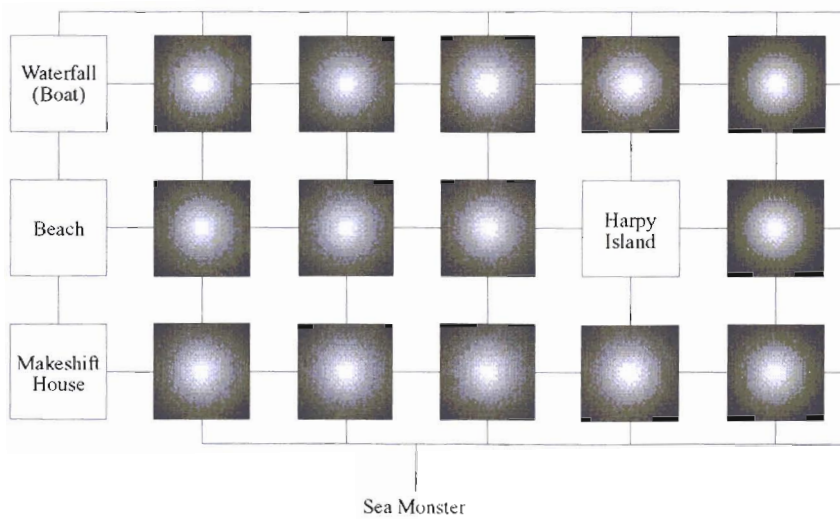 Waterfall
(Boat)
Beach
Harpy
Island
Makeshift
House
Sea Monster